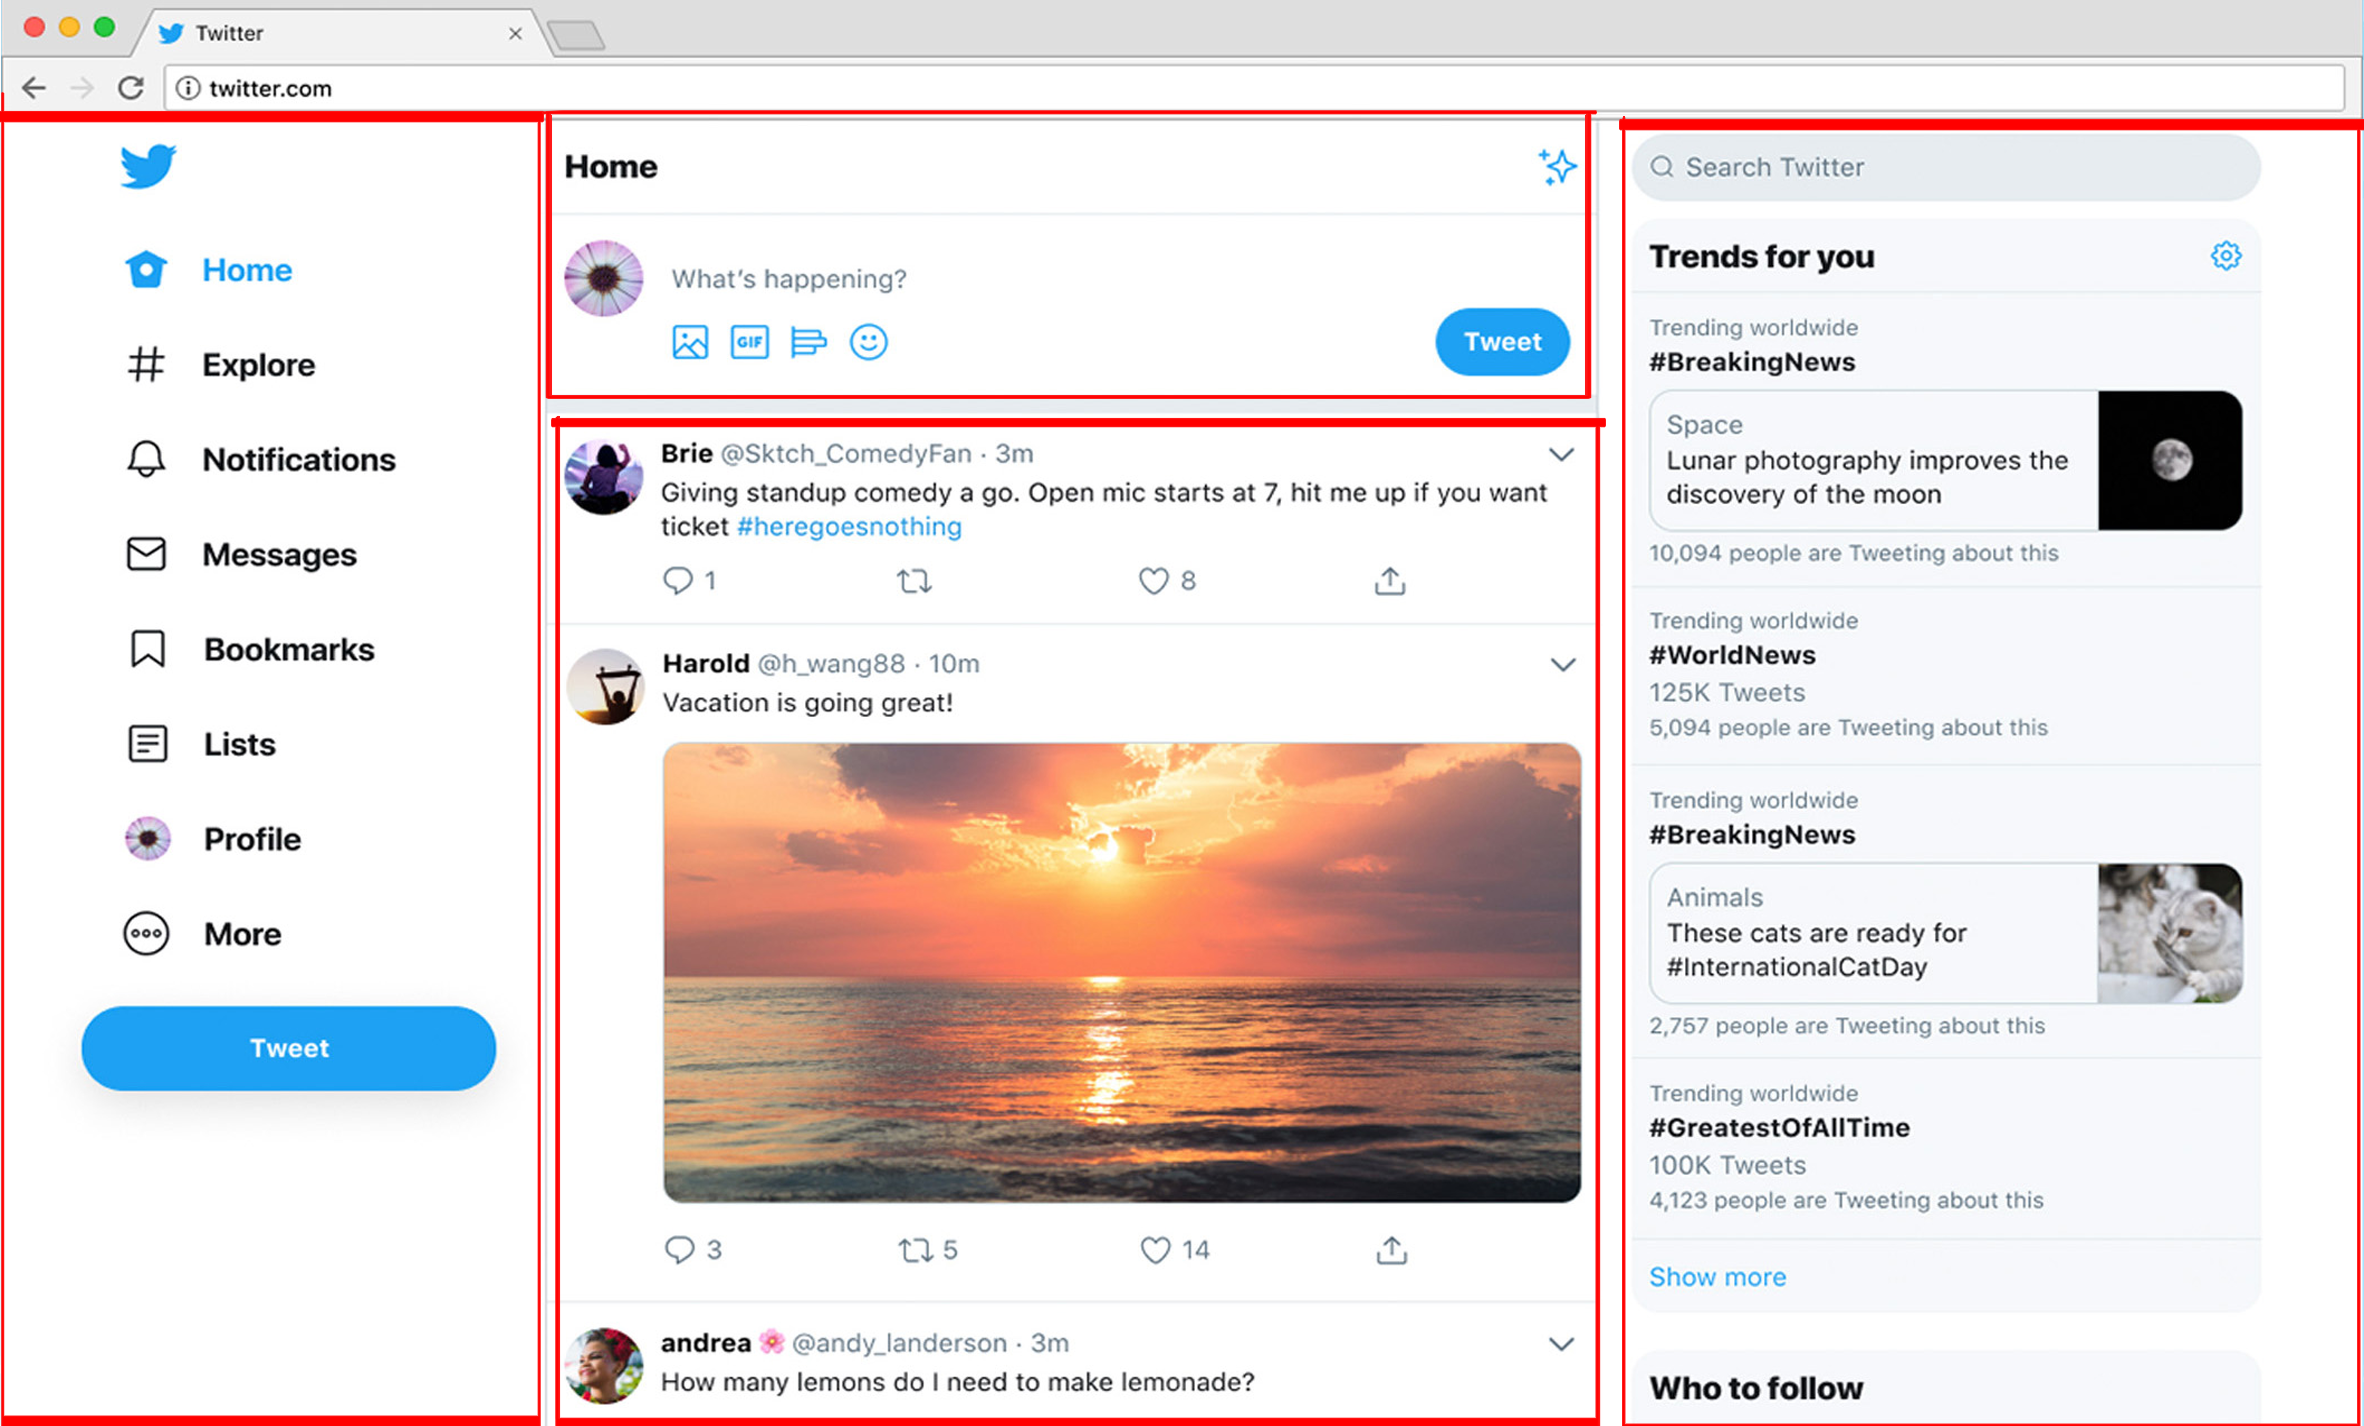 Twitter
twitter.com
Home
Explore
Notifications
Messages
Bookmarks
Lists
Profile
More
Tweet
Home
What's happening?
GIF
Tweet
Brie @Sktch_ComedyFan · 3m
Giving standup comedy a go. Open mic starts at 7, hit me up if you want
ticket #heregoesnothing
1 8
Harold @h_wang88 · 10m
Vacation is going great!
3 5 14
andrea 🌸 @andy_landerson · 3m
How many lemons do I need to make lemonade?
Search Twitter
Trends for you
Trending worldwide
#BreakingNews
Space
Lunar photography improves the
discovery of the moon
10,094 people are Tweeting about this
Trending worldwide
#WorldNews
125K Tweets
5,094 people are Tweeting about this
Trending worldwide
#BreakingNews
Animals
These cats are ready for
#InternationalCatDay
2,757 people are Tweeting about this
Trending worldwide
#GreatestOfAllTime
100K Tweets
4,123 people are Tweeting about this
Show more
Who to follow